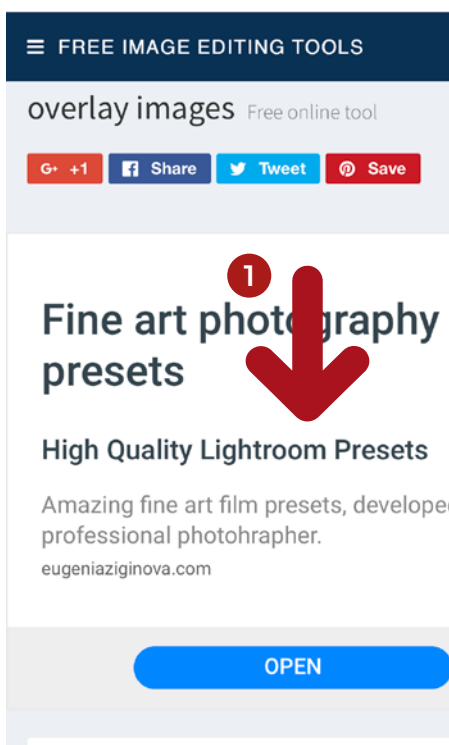 ≡ FREE IMAGE EDITING TOOLS
overlay images Free online tool
G+ +1 Share Tweet Save
1
Fine art photography
presets
High Quality Lightroom Presets
Amazing fine art film presets, develope
professional photohrapher.
eugeniaziginova.com
OPEN